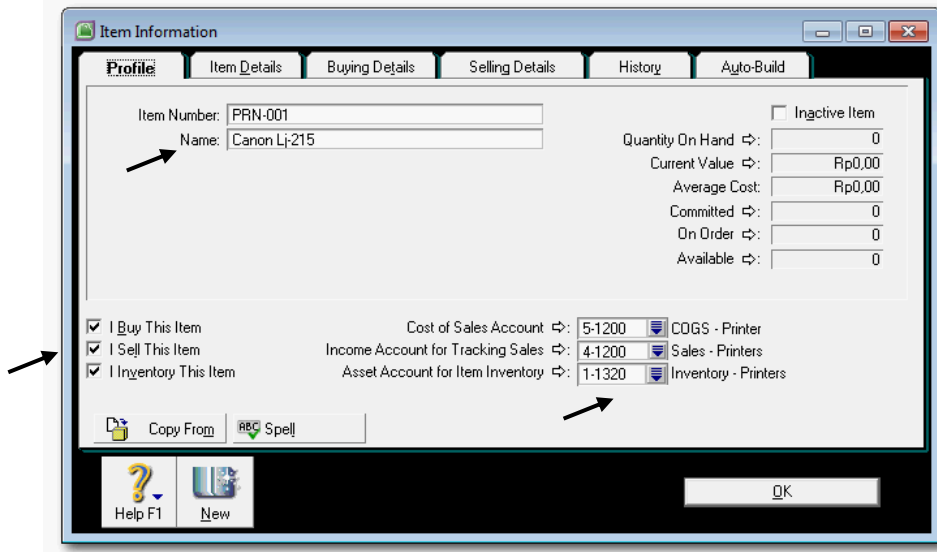 Item Information
Profile Item Details Buying Details Selling Details History Auto-Build
Item Number: PRN-001
Inactive Item
Name: Canon Lj-215
Quantity On Hand ⇨: 0
Current Value ⇨: Rp0,00
Average Cost: Rp0,00
Committed ⇨: 0
On Order ⇨: 0
Available ⇨: 0
I Buy This Item Cost of Sales Account ⇨: 5-1200 COGS - Printer
I Sell This Item Income Account for Tracking Sales ⇨: 4-1200 Sales - Printers
I Inventory This Item Asset Account for Item Inventory ⇨: 1-1320 Inventory - Printers
Copy From ABC Spell
Help F1 New OK